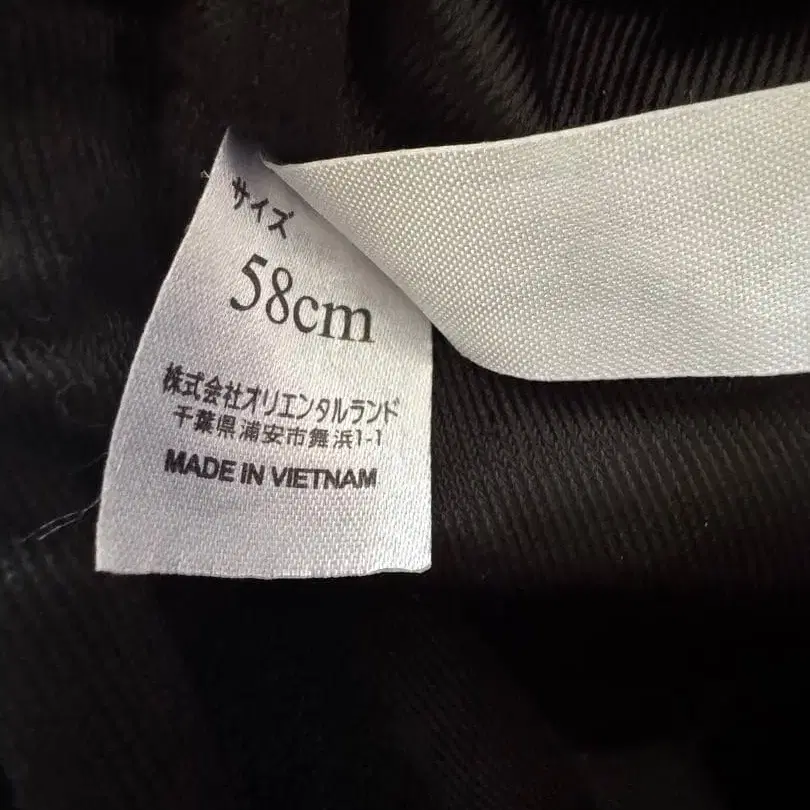 サイズ
58cm
株式会社オリエンタルランド
千葉県浦安市舞浜1-1
MADE IN VIETNAM